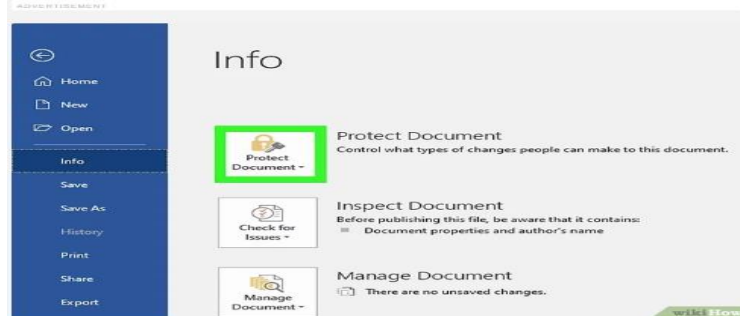 ADVERTISEMENT
Info
Home
New
Open
Info
Save
Save As
History
Print
Share
Export
Protect
Document
Protect Document
Control what types of changes people can make to this document.
Check for
Issues
Inspect Document
Before publishing this file, be aware that it contains:
Document properties and author's name
Manage
Document
Manage Document
There are no unsaved changes.
wikiHow